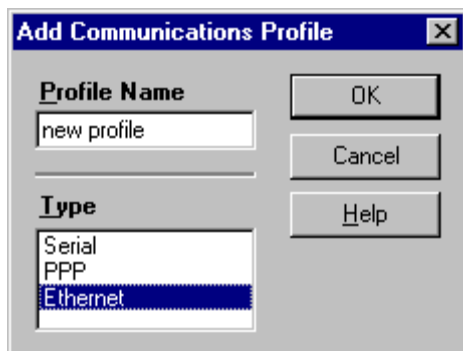 Add Communications Profile
Profile Name
new profile
Type
Serial
PPP
Ethernet
OK
Cancel
Help